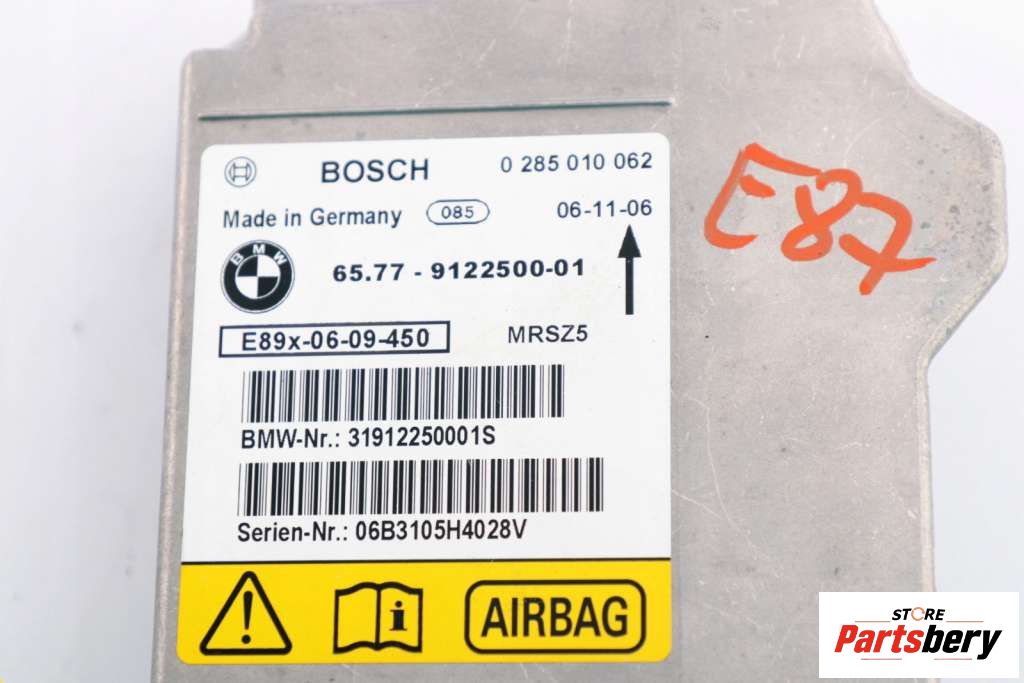 BOSCH 0 285 010 062
Made in Germany 085 06-11-06
BMW 65.77 - 9122500-01
E89x-06-09-450 MRSZ5
BMW-Nr.: 31912250001S
Serien-Nr.: 06B3105H4028V
AIRBAG
E87
STORE
Partsbery